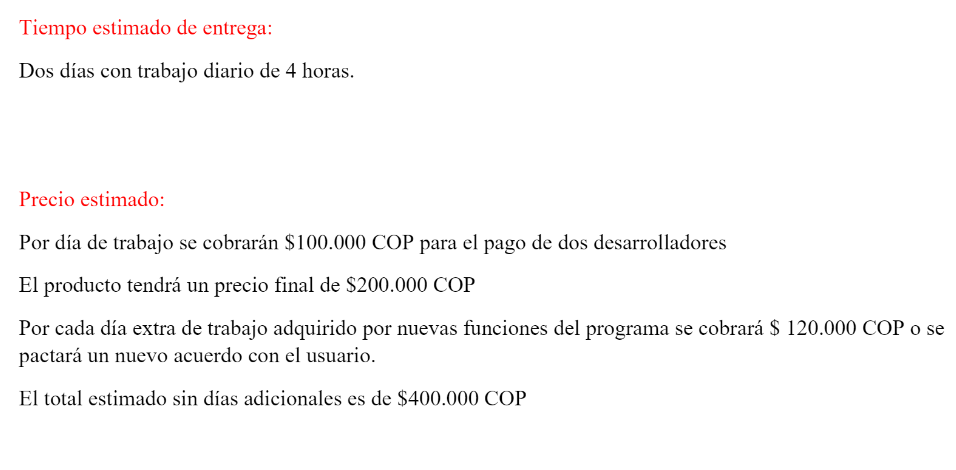 Tiempo estimado de entrega:
Dos días con trabajo diario de 4 horas.
Precio estimado:
Por día de trabajo se cobrarán $100.000 COP para el pago de dos desarrolladores
El producto tendrá un precio final de $200.000 COP
Por cada día extra de trabajo adquirido por nuevas funciones del programa se cobrará $ 120.000 COP o se
pactará un nuevo acuerdo con el usuario.
El total estimado sin días adicionales es de $400.000 COP